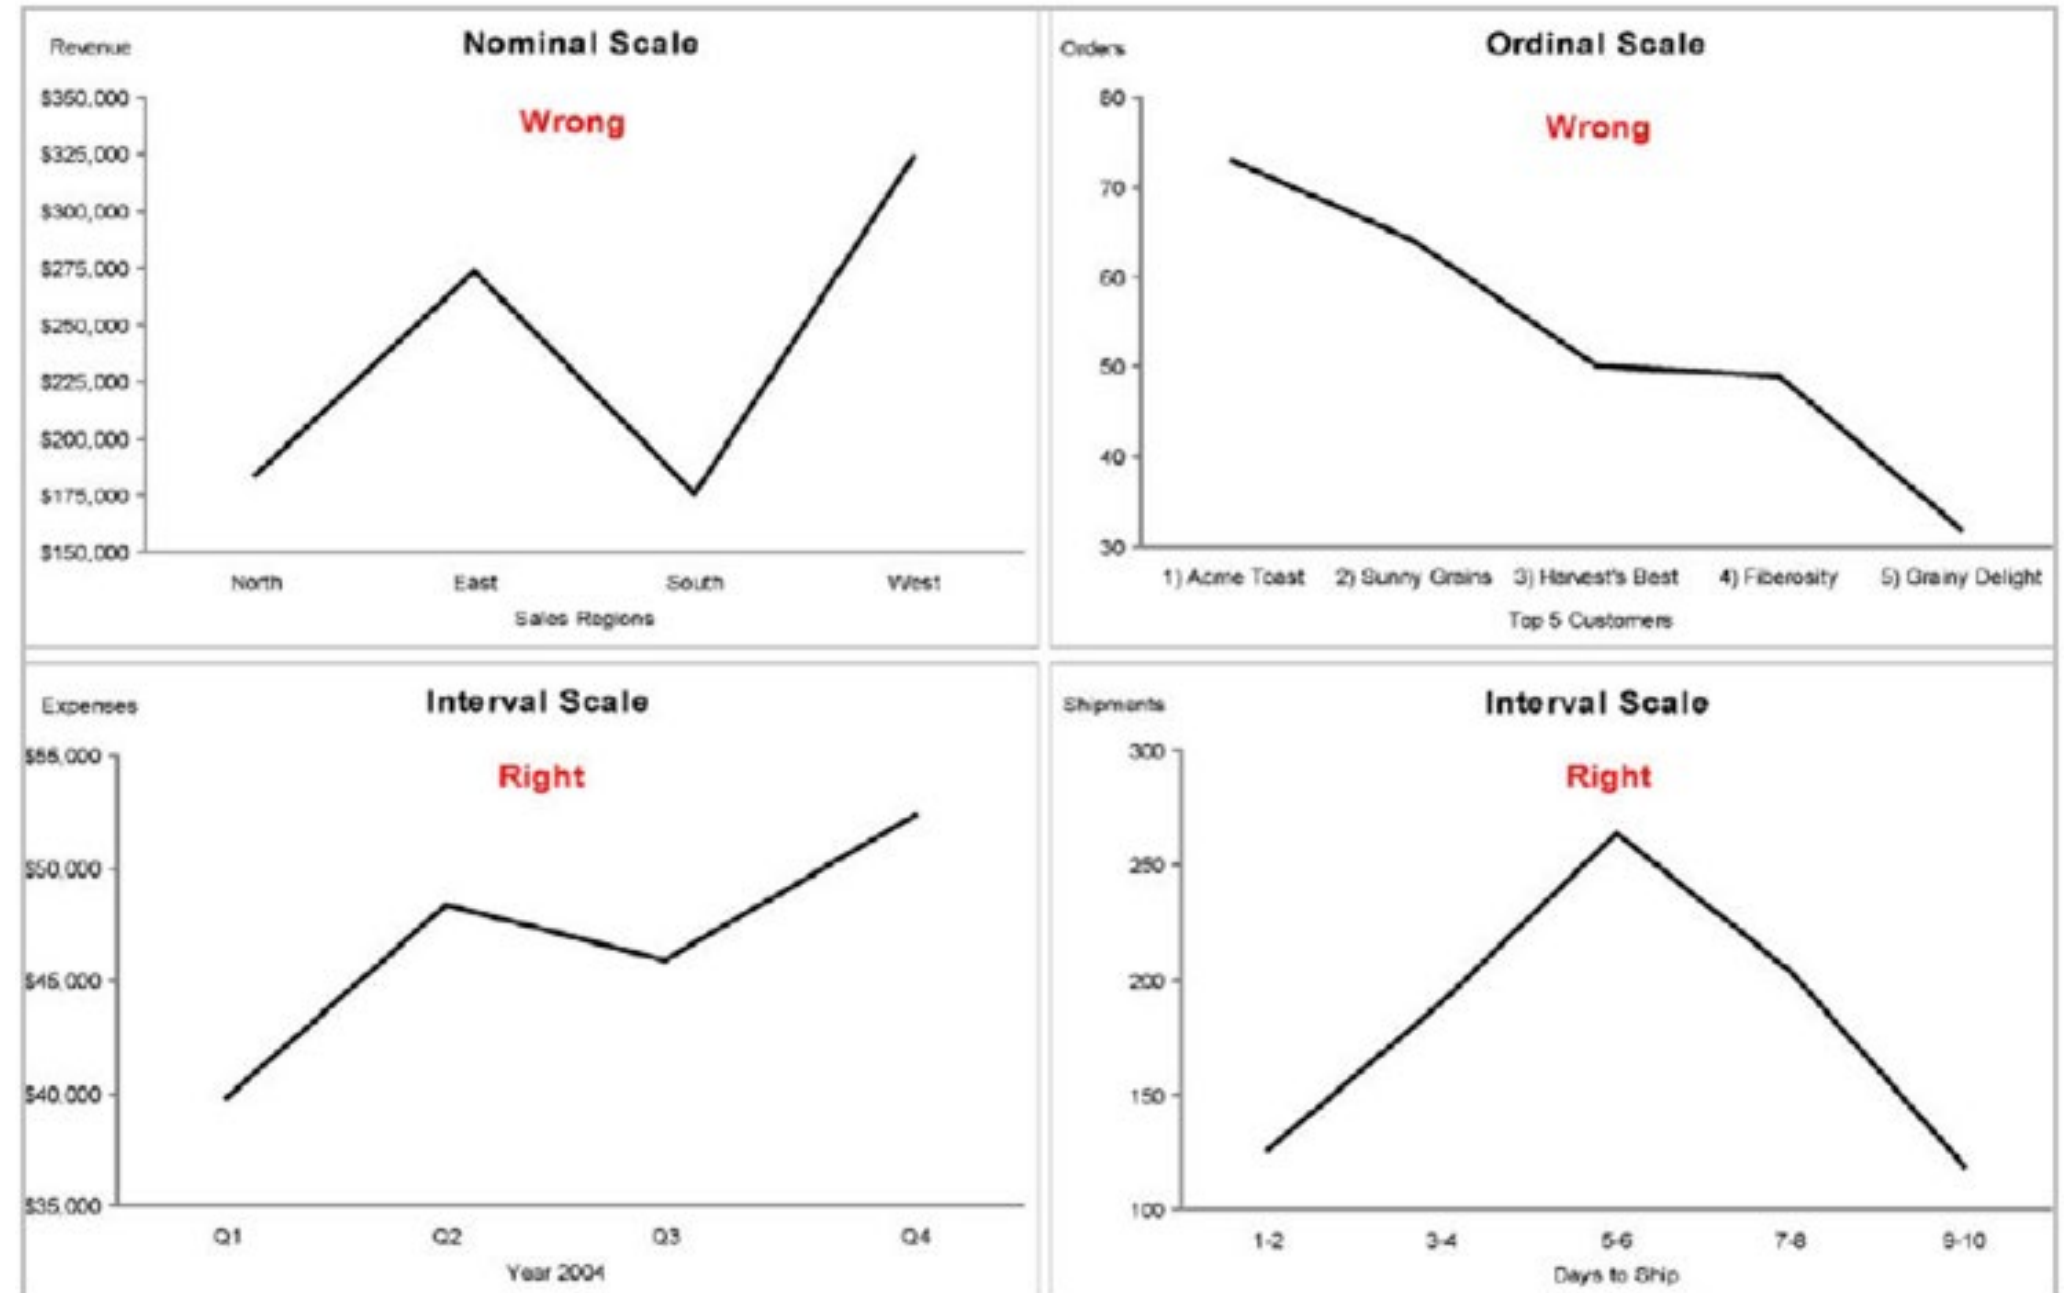 Nominal Scale
Revenue
Wrong
$350,000
$325,000
$300,000
$275,000
$250,000
$225,000
$200,000
$175,000
$150,000
North East South West
Sales Regions
Ordinal Scale
Orders
Wrong
80
70
60
50
40
30
1) Acme Toast 2) Sunny Grains 3) Harvest's Best 4) Fiberosity 5) Grainy Delight
Top 5 Customers
Interval Scale
Expenses
Right
$55,000
$50,000
$45,000
$40,000
$35,000
Q1 Q2 Q3 Q4
Year 2004
Interval Scale
Shipments
Right
300
250
200
150
100
1-2 3-4 5-6 7-8 9-10
Days to Ship